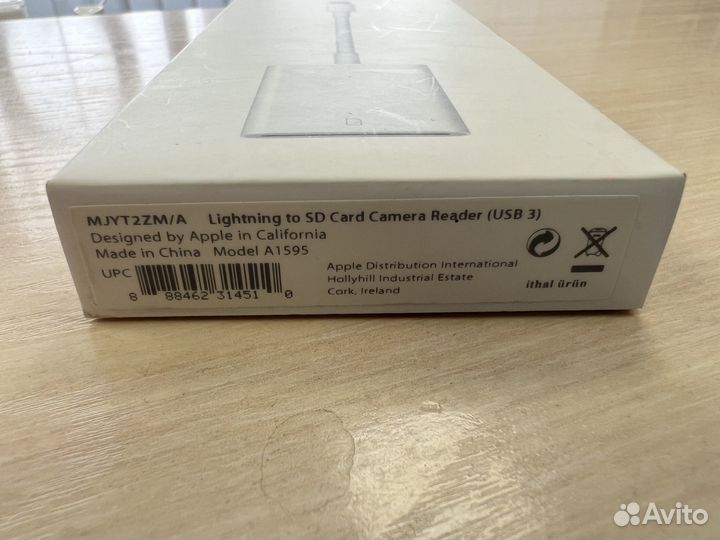 MJYT2ZM/A Lightning to SD Card Camera Reader (USB 3)
Designed by Apple in California
Made in China Model A1595
UPC
8 88462 31451 0
Apple Distribution International
Hollyhill Industrial Estate
Cork, Ireland
ithal ürün
Avito